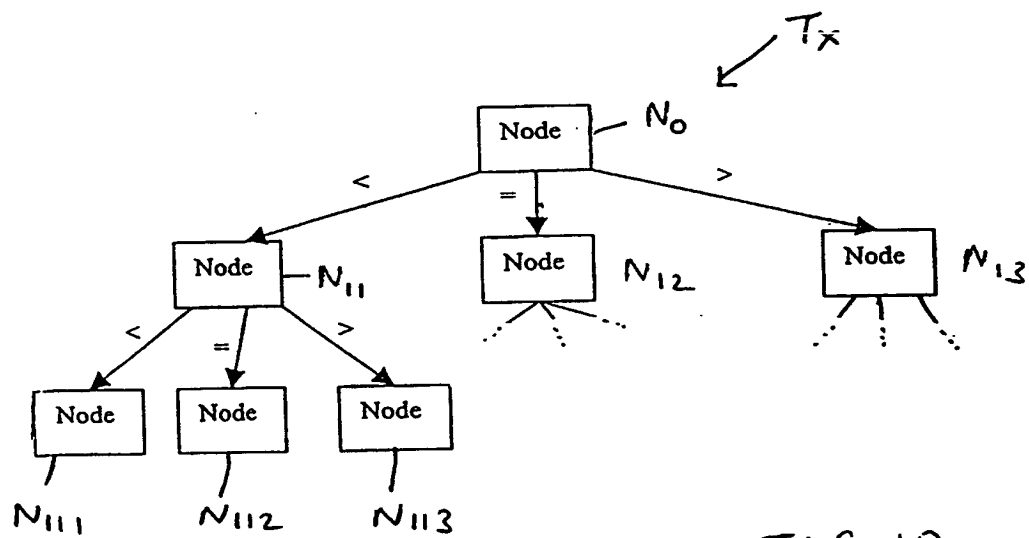 Tx
Node N0
< = >
Node N11 Node N12 Node N13
< = >
Node Node Node
N111 N112 N113